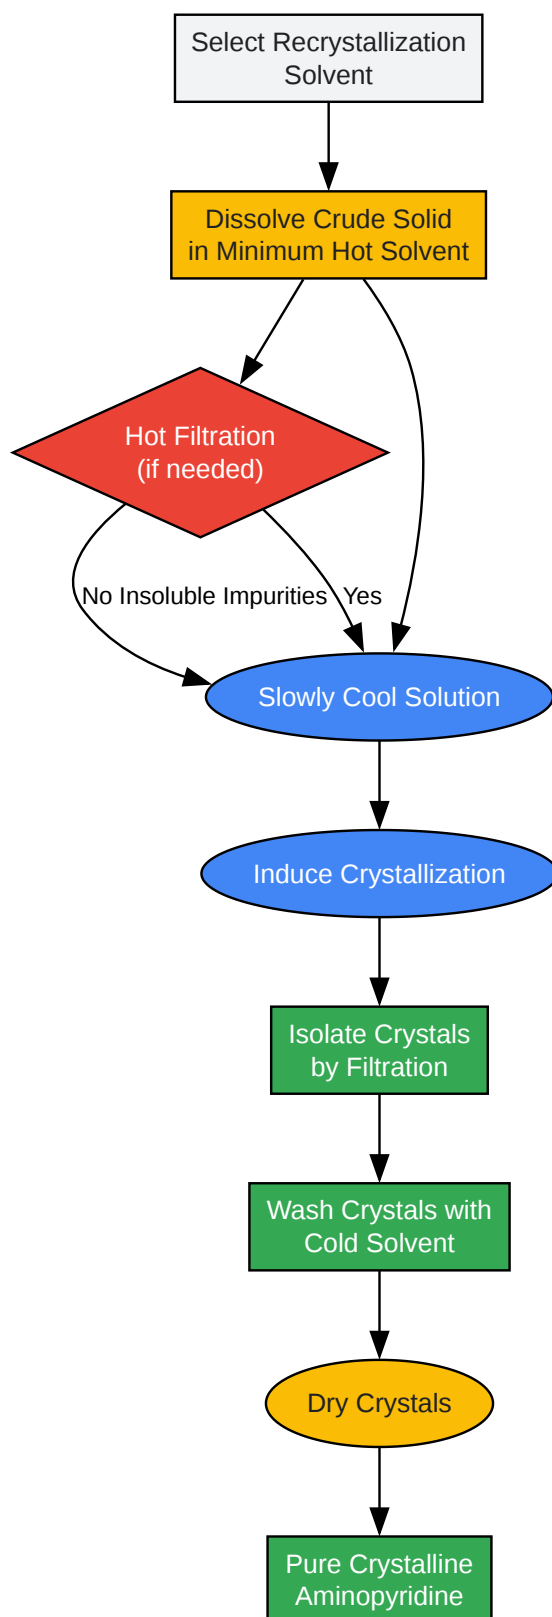 Select Recrystallization
Solvent
Dissolve Crude Solid
in Minimum Hot Solvent
Hot Filtration
(if needed)
No Insoluble Impurities
Yes
Slowly Cool Solution
Induce Crystallization
Isolate Crystals
by Filtration
Wash Crystals with
Cold Solvent
Dry Crystals
Pure Crystalline
Aminopyridine